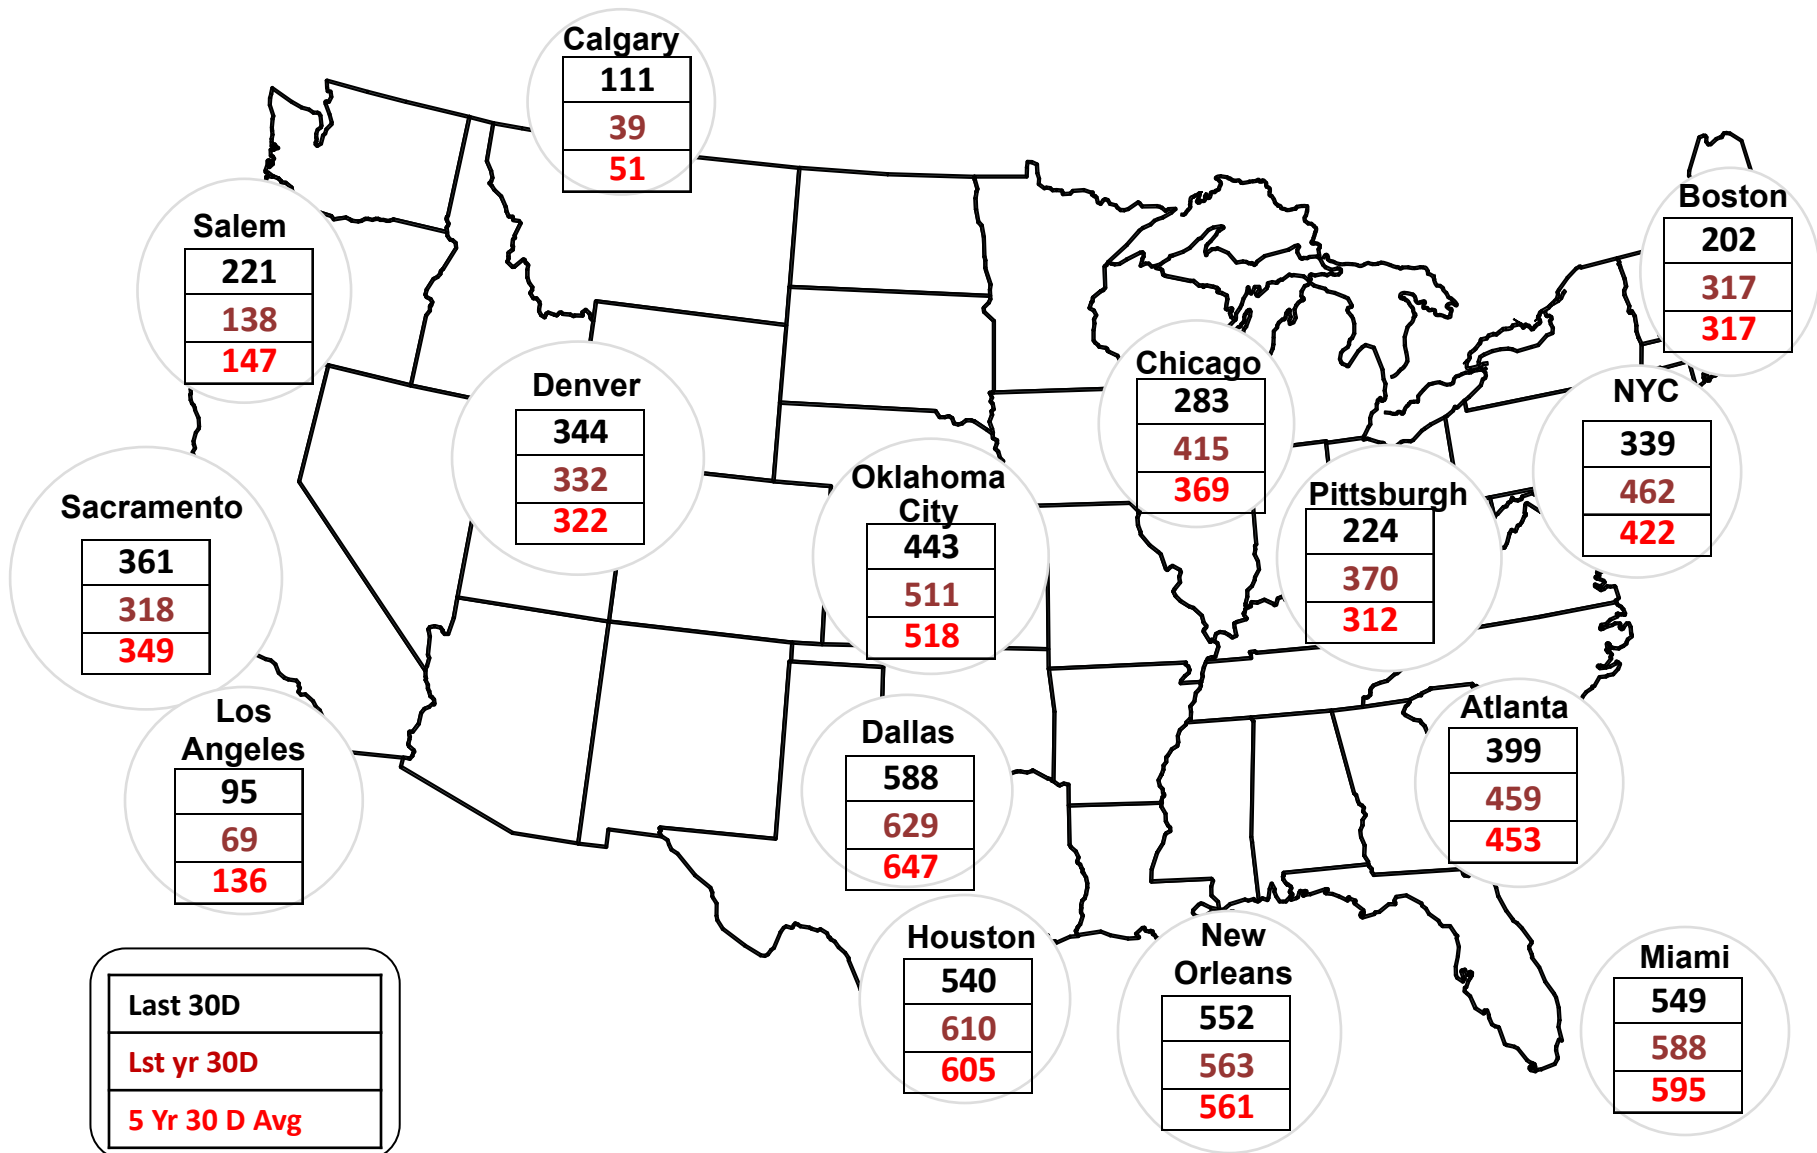 Calgary
111
39
51
Salem
221
138
147
Boston
202
317
317
Denver
344
332
322
Chicago
283
415
369
NYC
339
462
422
Oklahoma
City
443
511
518
Pittsburgh
224
370
312
Sacramento
361
318
349
Los
Angeles
95
69
136
Dallas
588
629
647
Atlanta
399
459
453
Houston
540
610
605
New
Orleans
552
563
561
Miami
549
588
595
Last 30D
Lst yr 30D
5 Yr 30 D Avg